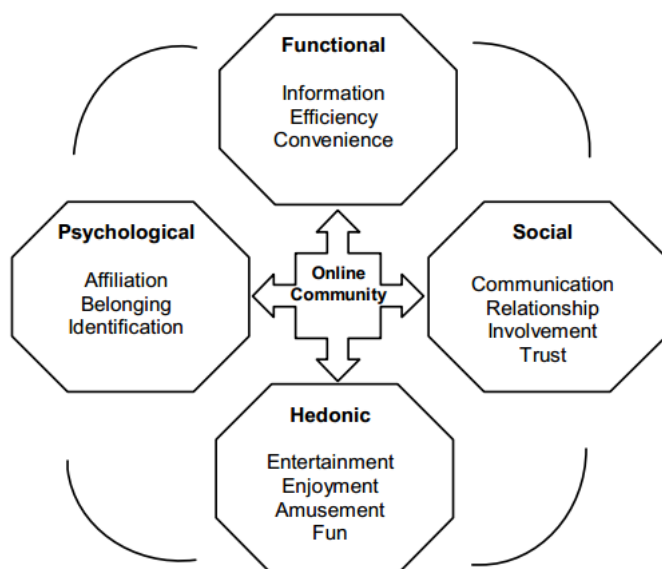 Functional
Information
Efficiency
Convenience
Psychological
Affiliation
Belonging
Identification
Online
Community
Social
Communication
Relationship
Involvement
Trust
Hedonic
Entertainment
Enjoyment
Amusement
Fun